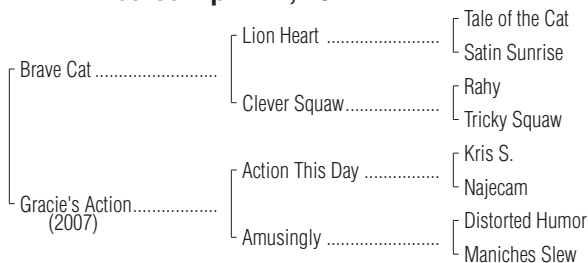 Tale of the Cat
Lion Heart ........................
Satin Sunrise
Brave Cat ..........................
Rahy
Clever Squaw....................
Tricky Squaw
Kris S.
Action This Day ................
Najecam
Gracie's Action..................
(2007)
Distorted Humor
Amusingly ........................
Maniches Slew